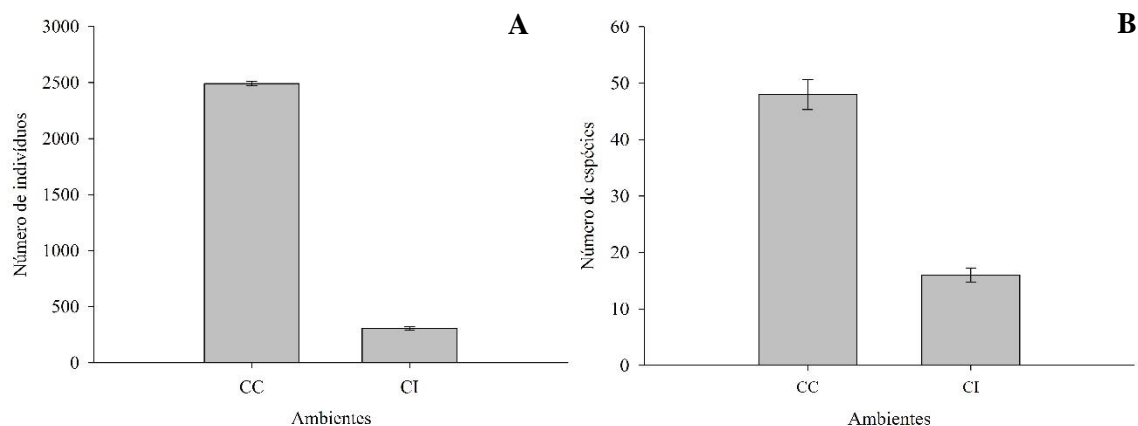 A
Número de indivíduos
3000
2500
2000
1500
1000
500
0
CC CI
Ambientes
B
Número de espécies
60
50
40
30
20
10
0
CC CI
Ambientes